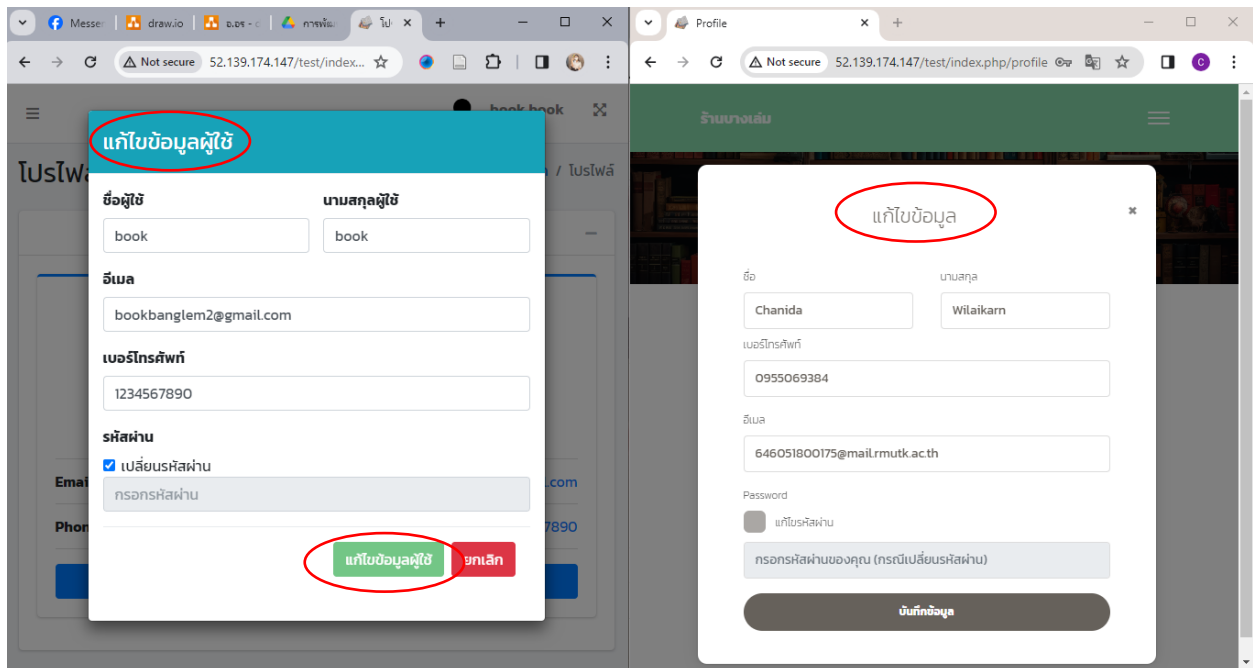 Messer
draw.io
อ.อร - d
การพัฒ
โปร
52.139.174.147/test/index...
Not secure
book book
แก้ไขข้อมูลผู้ใช้
โปรไฟล
/ โปรไฟล์
ชื่อผู้ใช้
นามสกุลผู้ใช้
book
book
อีเมล
bookbanglem2@gmail.com
เบอร์โทรศัพท์
1234567890
รหัสผ่าน
เปลี่ยนรหัสผ่าน
Emai
.com
กรอกรหัสผ่าน
Phon
7890
แก้ไขข้อมูลผู้ใช้
ยกเลิก
Profile
Not secure
52.139.174.147/test/index.php/profile
C
ร้านบางเล่ม
แก้ไขข้อมูล
ชื่อ
นามสกุล
Chanida
Wilaikarn
เบอร์โทรศัพท์
0955069384
อีเมล
646051800175@mail.rmutk.ac.th
Password
แก้ไขรหัสผ่าน
กรอกรหัสผ่านของคุณ (กรณีเปลี่ยนรหัสผ่าน)
บันทึกข้อมูล